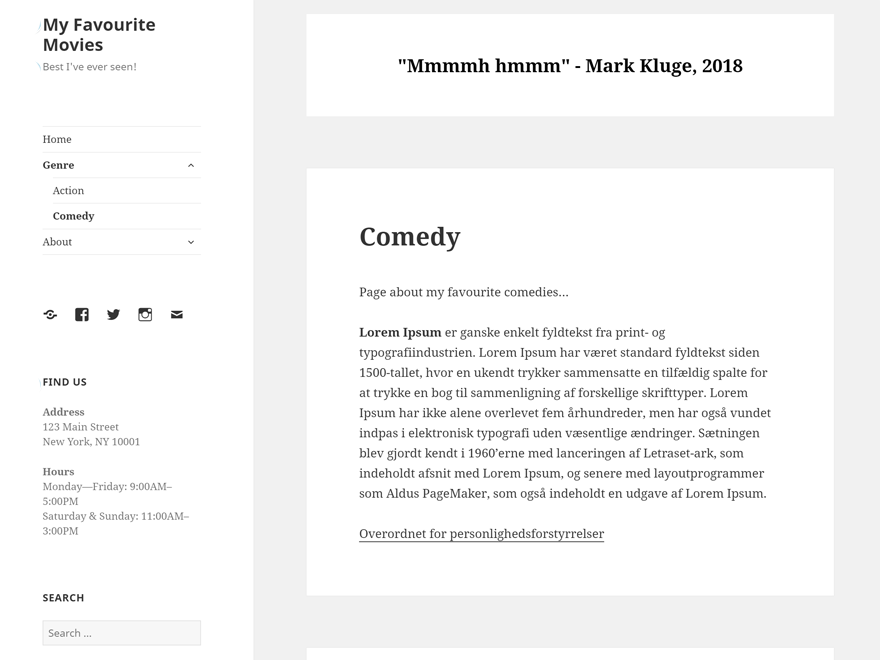 My Favourite
Movies
Best I've ever seen!
Home
Genre
Action
Comedy
About
FIND US
Address
123 Main Street
New York, NY 10001
Hours
Monday—Friday: 9:00AM–
5:00PM
Saturday & Sunday: 11:00AM–
3:00PM
SEARCH
Search ...
"Mmmmh hmmm" - Mark Kluge, 2018
Comedy
Page about my favourite comedies...
Lorem Ipsum er ganske enkelt fyldtekst fra print- og
typografiindustrien. Lorem Ipsum har været standard fyldtekst siden
1500-tallet, hvor en ukendt trykker sammensatte en tilfældig spalte for
at trykke en bog til sammenligning af forskellige skrifttyper. Lorem
Ipsum har ikke alene overlevet fem århundreder, men har også vundet
indpas i elektronisk typografi uden væsentlige ændringer. Sætningen
blev gjordt kendt i 1960’erne med lanceringen af Letraset-ark, som
indeholdt afsnit med Lorem Ipsum, og senere med layoutprogrammer
som Aldus PageMaker, som også indeholdt en udgave af Lorem Ipsum.
Overordnet for personlighedsforstyrrelser